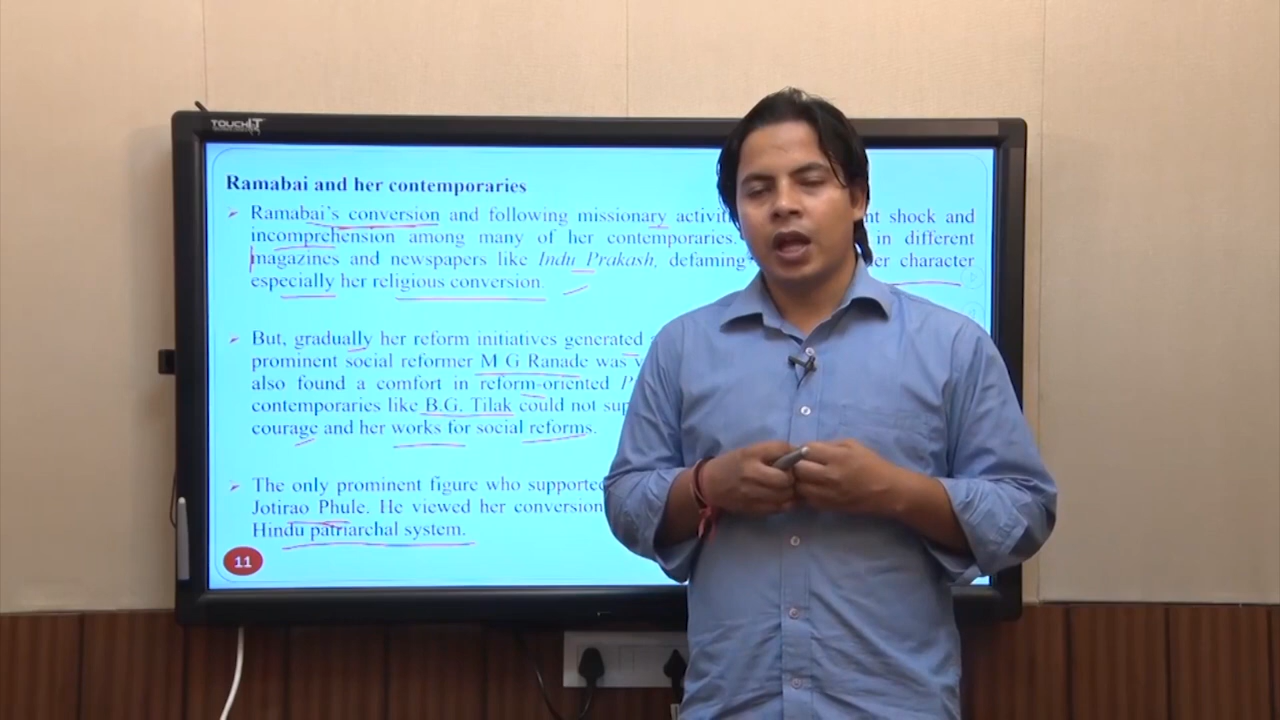 TOUCHIT
Ramabai and her contemporaries
Ramabai's conversion and following missionary shock and
incomprehension among many of her contemporaries. in different
magazines and newspapers like Indu Prakash, defaming her character
especially her religious conversion.
But, gradually her reform initiatives generated
prominent social reformer M G Ranade was
also found a comfort in reform-oriented
contemporaries like B.G. Tilak could not
courage and her works for social reforms.
The only prominent figure who supported
Jotirao Phule. He viewed her conversion
Hindu patriarchal system.
11